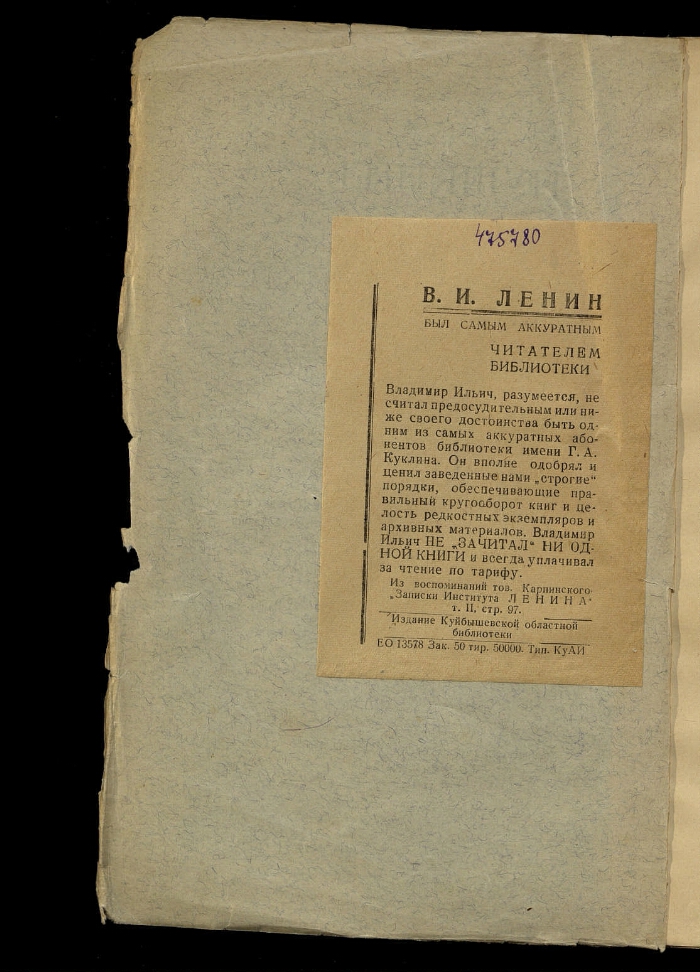 475780
В. И. ЛЕНИН
БЫЛ САМЫМ АККУРАТНЫМ
ЧИТАТЕЛЕМ
БИБЛИОТЕКИ
Владимир Ильич, разумеется, не
считал предосудительным или ни-
же своего достоинства быть од-
ним из самых аккуратных або-
нентов библиотеки имени Г. А.
Куклина. Он вполне одобрял и
ценил заведенные нами „строгие“
порядки, обеспечивающие пра-
вильный кругооборот книг и це-
лость редкостных экземпляров и
архивных материалов. Владимир
Ильич НЕ „ЗАЧИТАЛ“ НИ ОД-
НОЙ КНИГИ и всегда уплачивал
за чтение по тарифу.
Из воспоминаний тов. Карпинского
„Записки Института ЛЕНИНА“
т. II, стр. 97.
Издание Куйбышевской областной
библиотеки
ЕО 13578 Зак. 50 тир. 50000. Тип. КуАИ